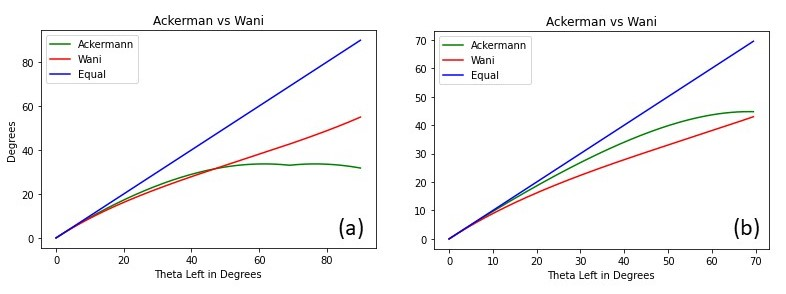 Ackerman vs Wani
Ackermann
Wani
Equal
80
60
40
20
0
Degrees
(a)
0 20 40 60 80
Theta Left in Degrees
Ackerman vs Wani
Ackermann
Wani
Equal
70
60
50
40
30
20
10
0
(b)
0 10 20 30 40 50 60 70
Theta Left in Degrees